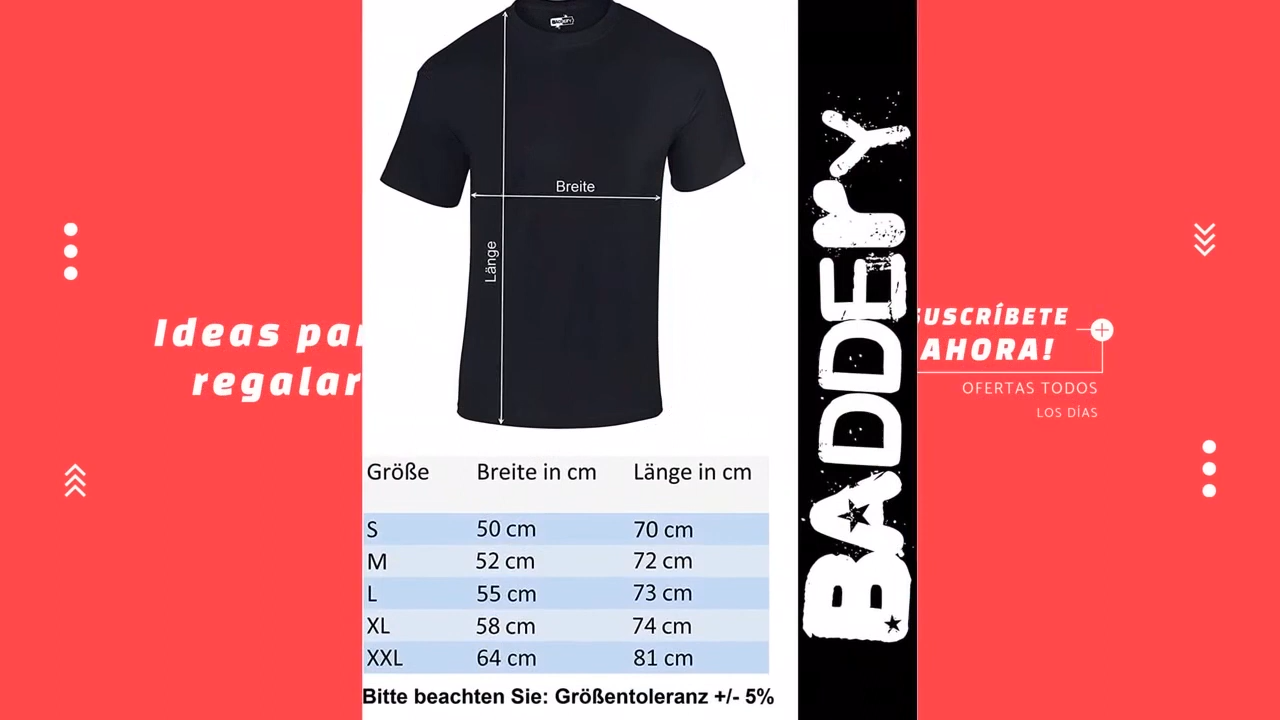 Breite
Länge
Ideas par
regalar
SUSCRÍBETE
AHORA!
OFERTAS TODOS
LOS DÍAS
BADDERY
Größe Breite in cm Länge in cm
S 50 cm 70 cm
M 52 cm 72 cm
L 55 cm 73 cm
XL 58 cm 74 cm
XXL 64 cm 81 cm
Bitte beachten Sie: Größentoleranz +/- 5%